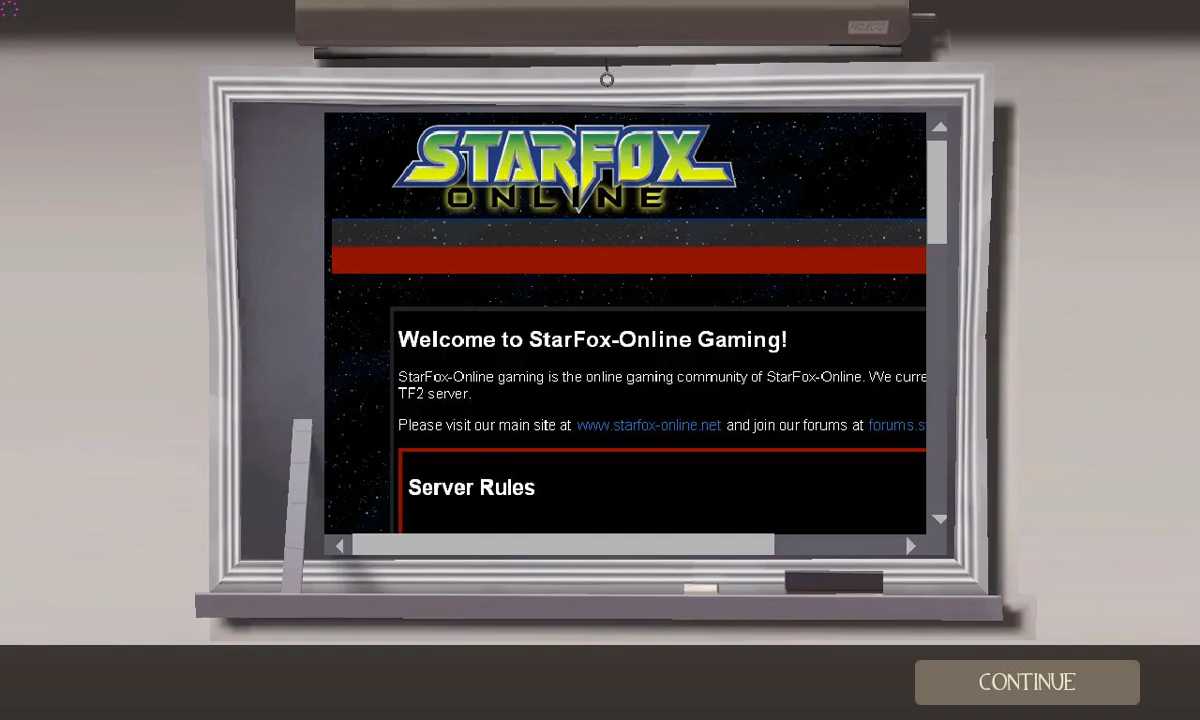 PROJECT
STARFOX
ONLINE
Welcome to StarFox-Online Gaming!
StarFox-Online gaming is the online gaming community of StarFox-Online. We curre
TF2 server.
Please visit our main site at www.starfox-online.net and join our forums at forums.s
Server Rules
CONTINUE